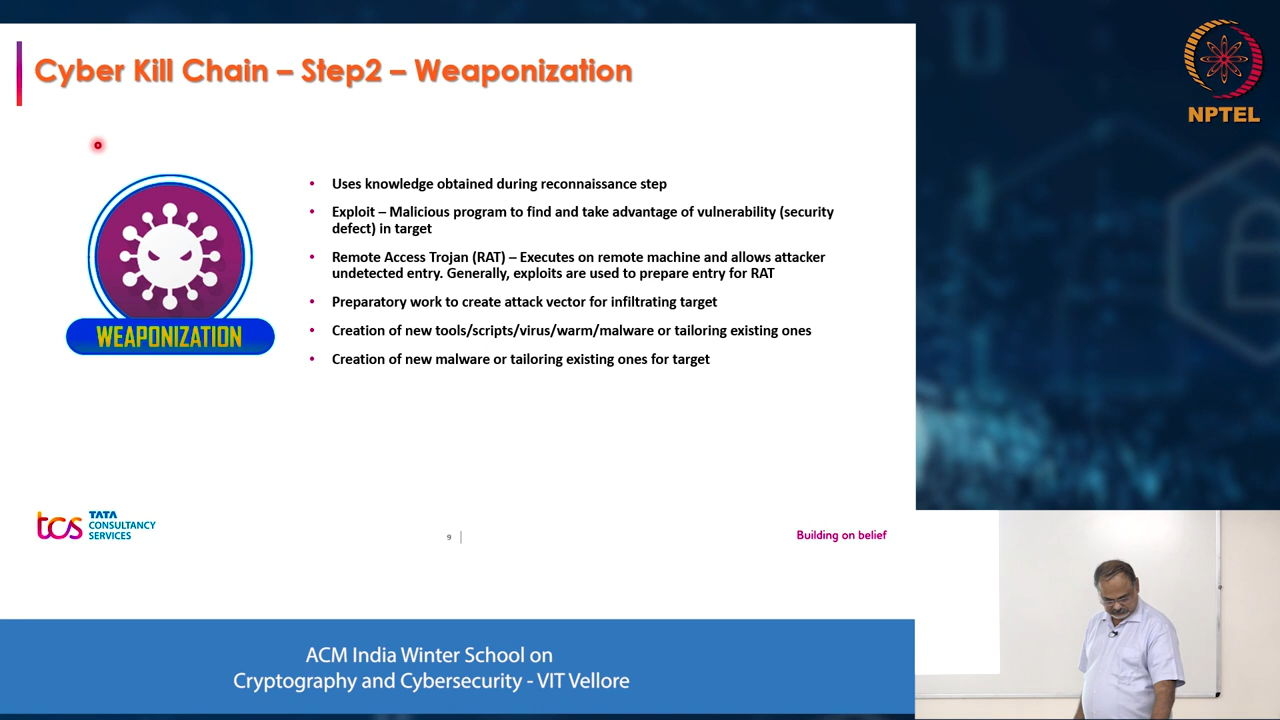 Cyber Kill Chain – Step2 – Weaponization
NPTEL
WEAPONIZATION
• Uses knowledge obtained during reconnaissance step
• Exploit – Malicious program to find and take advantage of vulnerability (security
defect) in target
• Remote Access Trojan (RAT) – Executes on remote machine and allows attacker
undetected entry. Generally, exploits are used to prepare entry for RAT
• Preparatory work to create attack vector for infiltrating target
• Creation of new tools/scripts/virus/warm/malware or tailoring existing ones
• Creation of new malware or tailoring existing ones for target
tcs TATA
CONSULTANCY
SERVICES
9
Building on belief
ACM India Winter School on
Cryptography and Cybersecurity - VIT Vellore